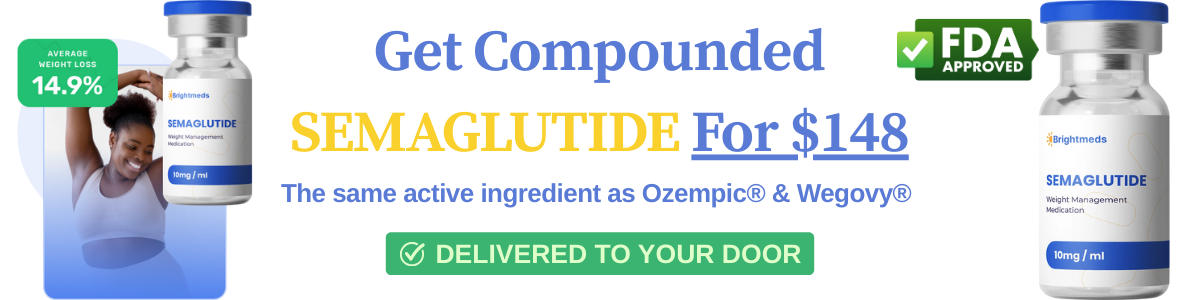 AVERAGE
WEIGHT LOSS
14.9%
Brightmeds
SEMAGLUTIDE
Weight Management
Medication
10mg / ml
Get Compounded
SEMAGLUTIDE For $148
The same active ingredient as Ozempic® & Wegovy®
DELIVERED TO YOUR DOOR
FDA
APPROVED
Brightmeds
SEMAGLUTIDE
Weight Management
Medication
10mg / ml